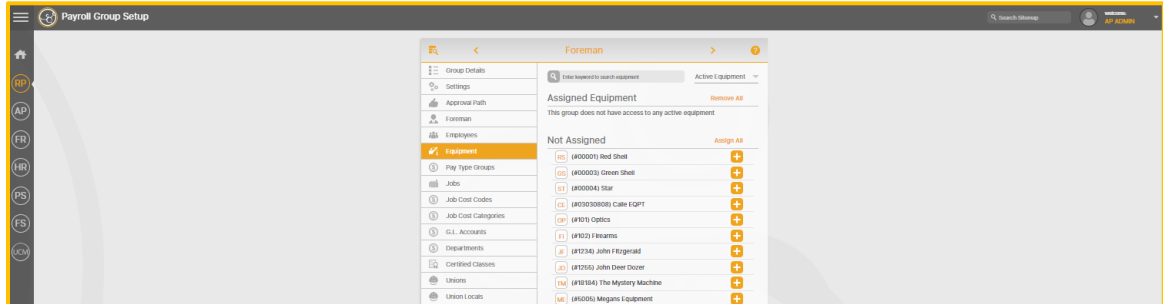 Payroll Group Setup
Search Sitemap
WELCOME,
AP ADMIN
RP
AP
FR
HR
PS
FS
UCM
Foreman
?
Group Details
Settings
Approval Path
Foreman
Employees
Equipment
Pay Type Groups
Jobs
Job Cost Codes
Job Cost Categories
G.L. Accounts
Departments
Certified Classes
Unions
Union Locals
Enter keyword to search equipment
Active Equipment
Assigned Equipment
Remove All
This group does not have access to any active equipment
Not Assigned
Assign All
RS (#00001) Red Shell
GS (#00003) Green Shell
ST (#00004) Star
CE (#03030808) Calle EQPT
OP (#101) Optics
FI (#102) Firearms
JF (#1234) John Fitzgerald
JD (#1255) John Deer Dozer
TM (#18184) The Mystery Machine
ME (#5005) Megans Equipment